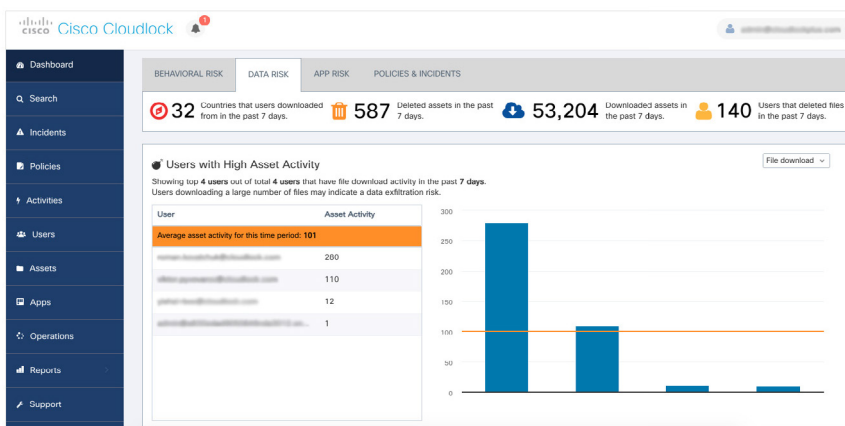 cisco Cisco Cloudlock 1
Dashboard
Search
Incidents
Policies
Activities
Users
Assets
Apps
Operations
Reports
Support
BEHAVIORAL RISK DATA RISK APP RISK POLICIES & INCIDENTS
32 Countries that users downloaded
from in the past 7 days.
587 Deleted assets in the past
7 days.
53,204 Downloaded assets in
the past 7 days.
140 Users that deleted files
in the past 7 days.
Users with High Asset Activity
File download
Showing top 4 users out of total 4 users that have file download activity in the past 7 days.
Users downloading a large number of files may indicate a data exfiltration risk.
User Asset Activity
Average asset activity for this time period: 101
280
110
12
1
300
250
200
150
100
50
0